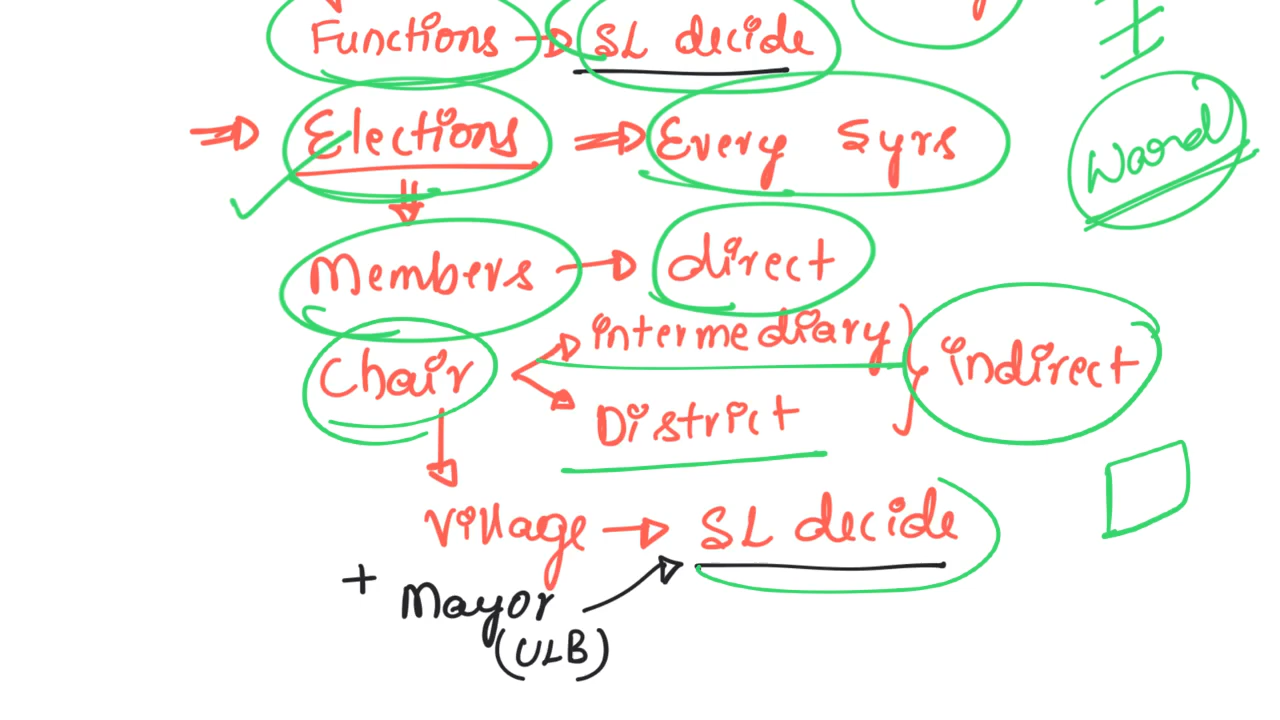 Functions → SL decide
⇒ Elections ⇒ Every 5yrs
Ward
Members → direct
Chair → intermediary } indirect
→ District
Village → SL decide
+ Mayor
(ULB)